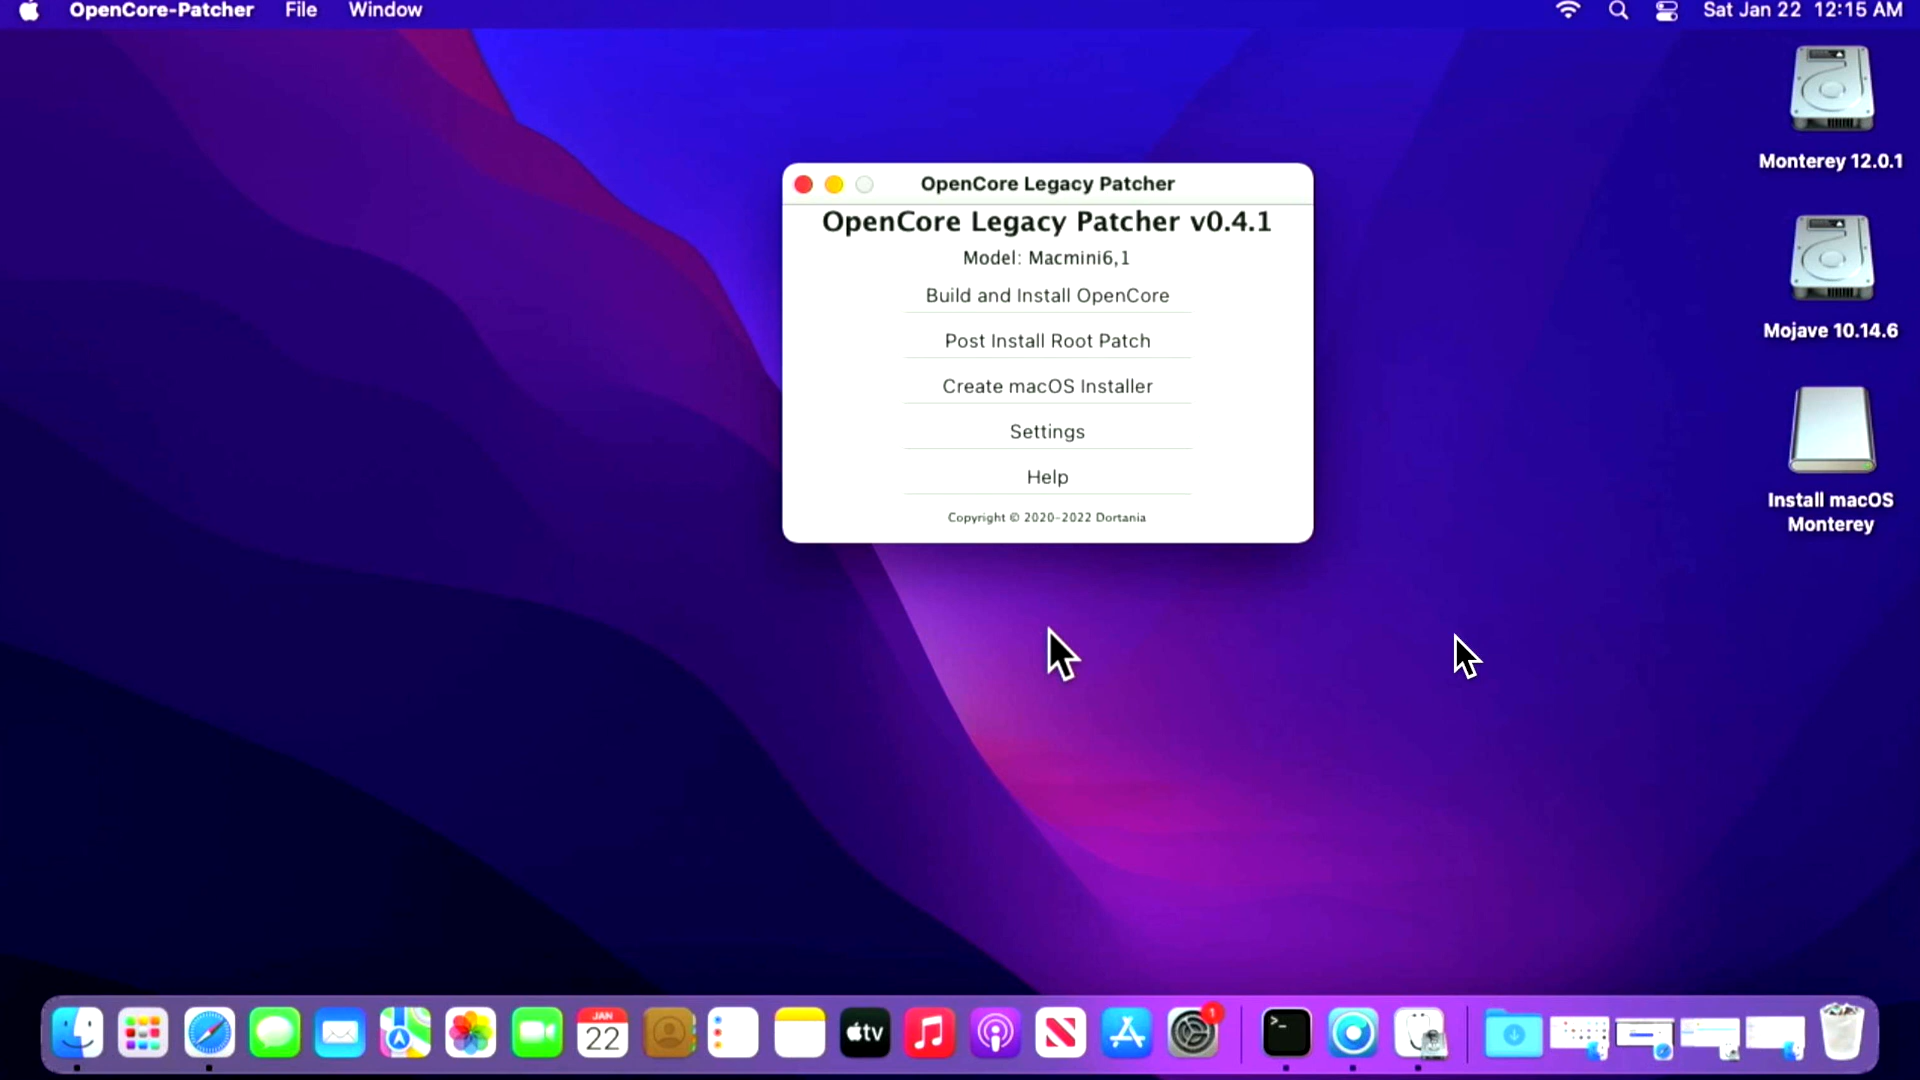 OpenCore-Patcher File Window
Sat Jan 22 12:15 AM
Monterey 12.0.1
Mojave 10.14.6
Install macOS
Monterey
OpenCore Legacy Patcher
OpenCore Legacy Patcher v0.4.1
Model: Macmini6,1
Build and Install OpenCore
Post Install Root Patch
Create macOS Installer
Settings
Help
Copyright © 2020-2022 Dortania
JAN
22
tv
1
>_